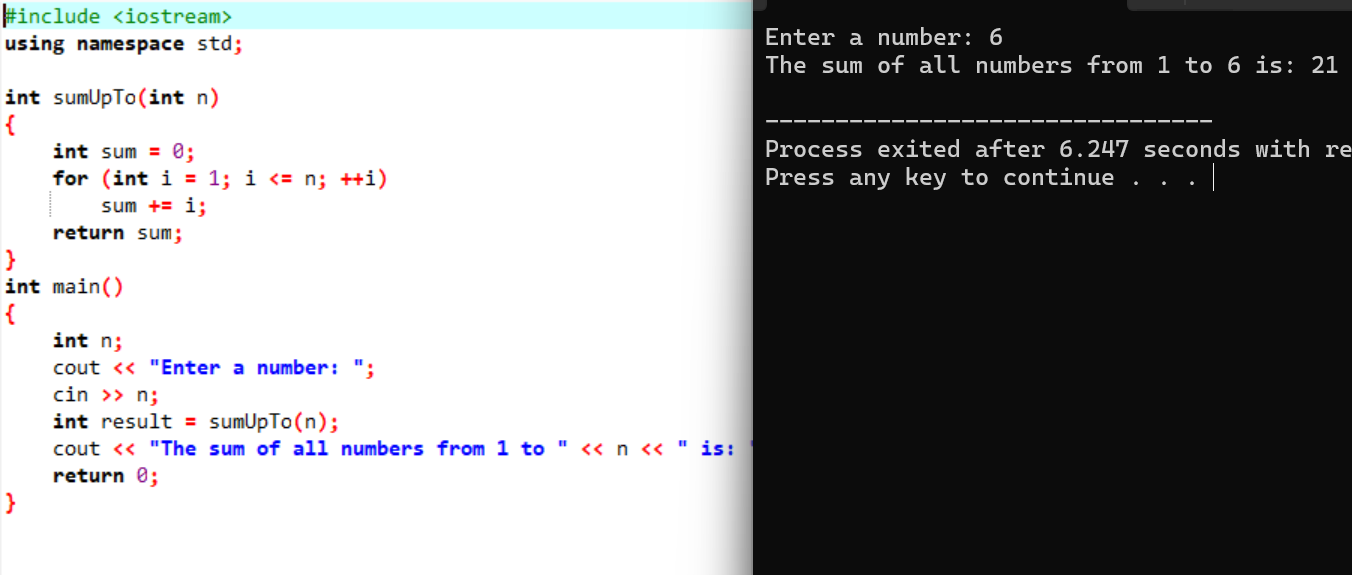 #include <iostream>
using namespace std;
int sumUpTo(int n)
{
int sum = 0;
for (int i = 1; i <= n; ++i)
sum += i;
return sum;
}
int main()
{
int n;
cout << "Enter a number: ";
cin >> n;
int result = sumUpTo(n);
cout << "The sum of all numbers from 1 to " << n << " is: "
return 0;
}
Enter a number: 6
The sum of all numbers from 1 to 6 is: 21
--------------------------------
Process exited after 6.247 seconds with re
Press any key to continue . . .